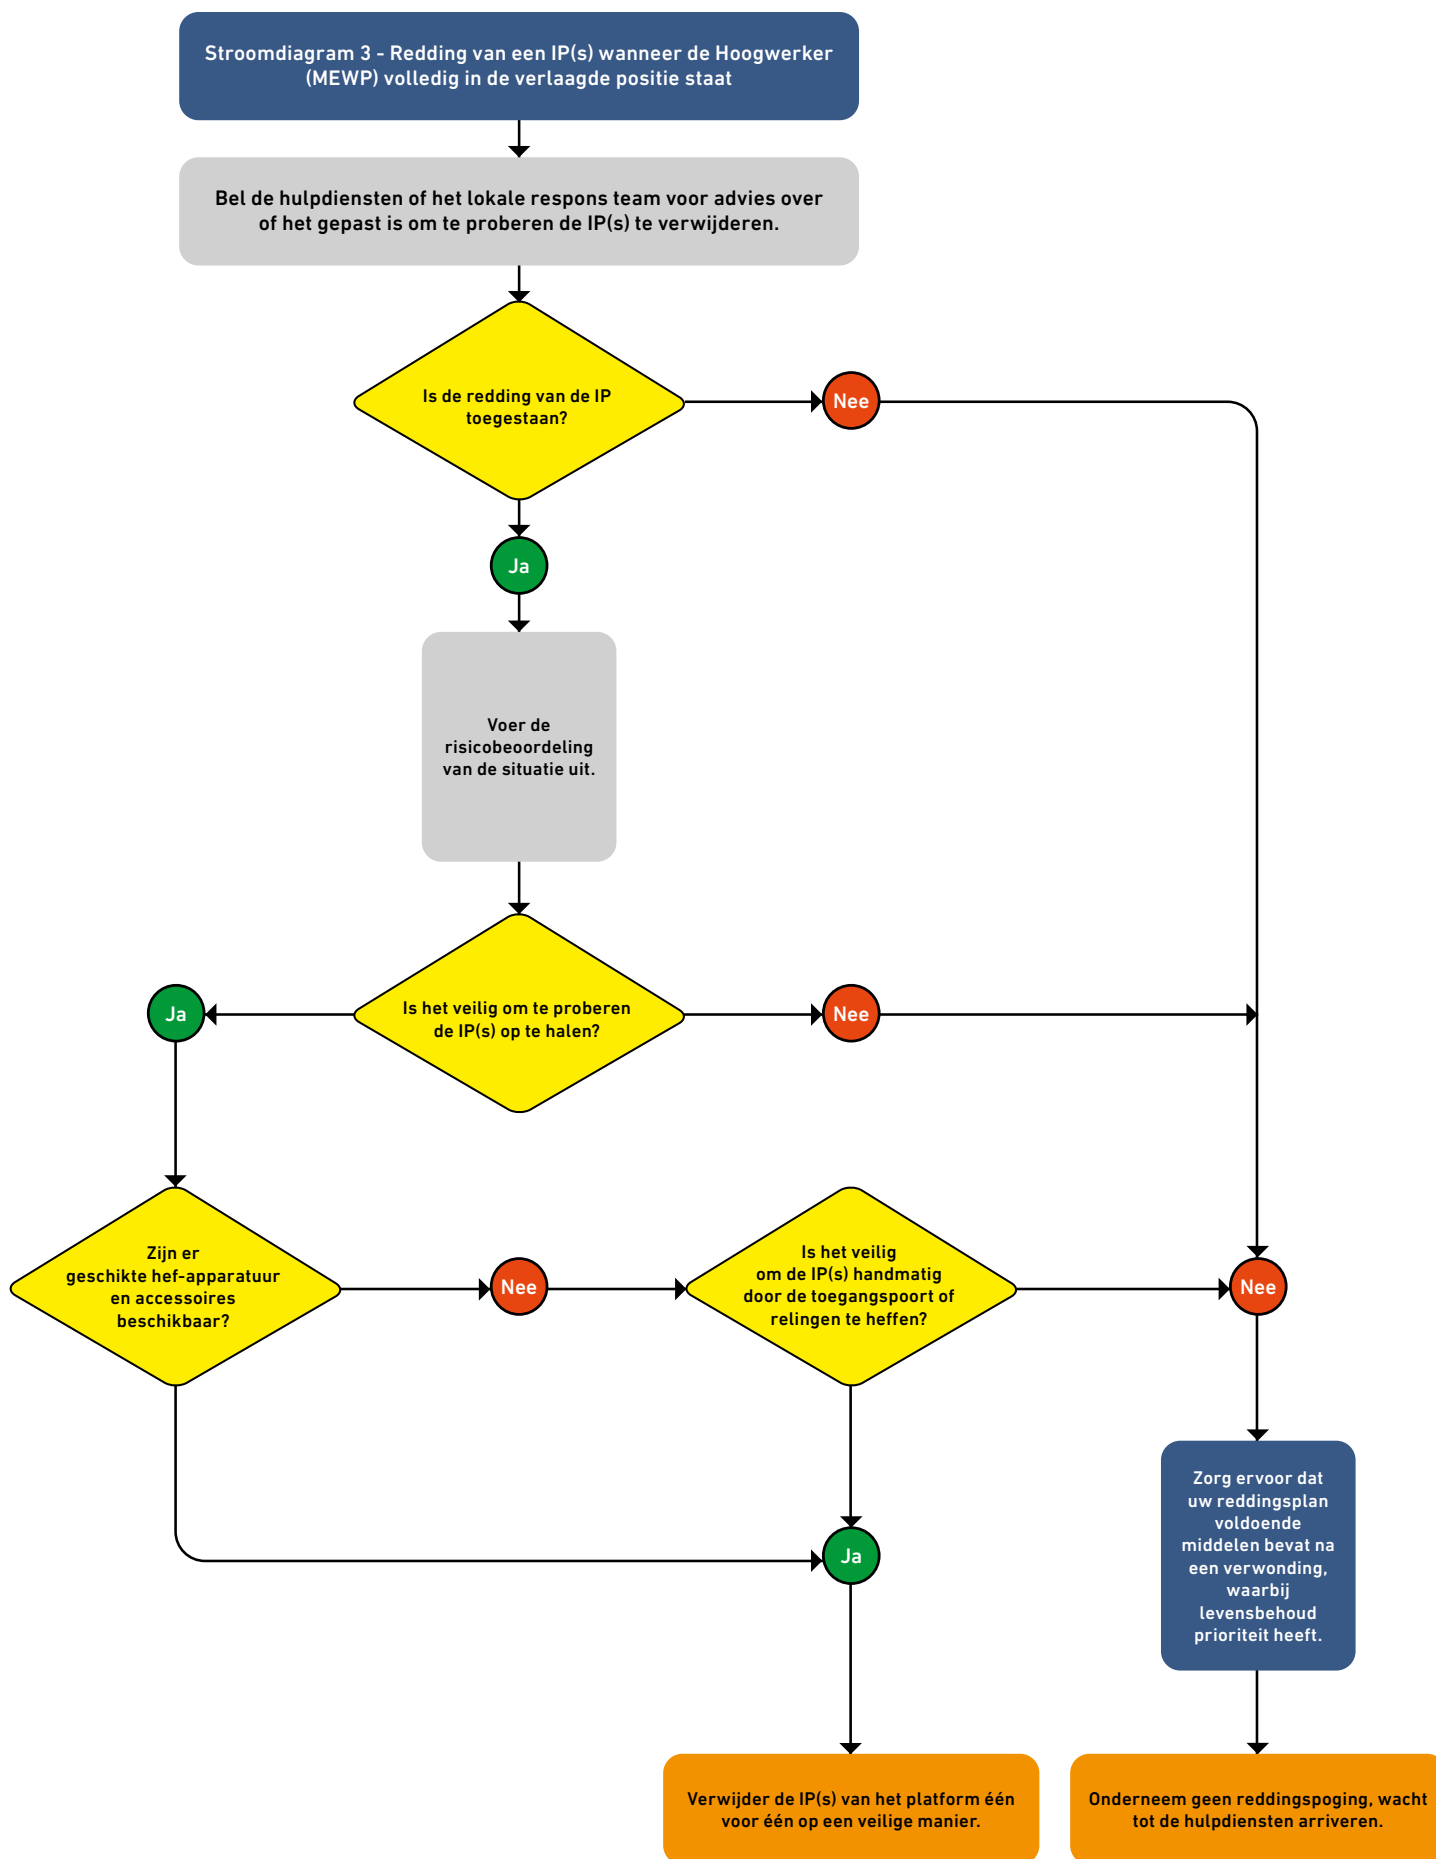 Stroomdiagram 3 - Redding van een IP(s) wanneer de Hoogwerker
(MEWP) volledig in de verlaagde positie staat
Bel de hulpdiensten of het lokale respons team voor advies over
of het gepast is om te proberen de IP(s) te verwijderen.
Is de redding van de IP
toegestaan?
Nee
Ja
Voer de
risicobeoordeling
van de situatie uit.
Ja
Is het veilig om te proberen
de IP(s) op te halen?
Nee
Zijn er
geschikte hef-apparatuur
en accessoires
beschikbaar?
Nee
Is het veilig
om de IP(s) handmatig
door de toegangspoort of
relingen te heffen?
Nee
Ja
Zorg ervoor dat
uw reddingsplan
voldoende
middelen bevat na
een verwonding,
waarbij
levensbehoud
prioriteit heeft.
Verwijder de IP(s) van het platform één
voor één op een veilige manier.
Onderneem geen reddingspoging, wacht
tot de hulpdiensten arriveren.